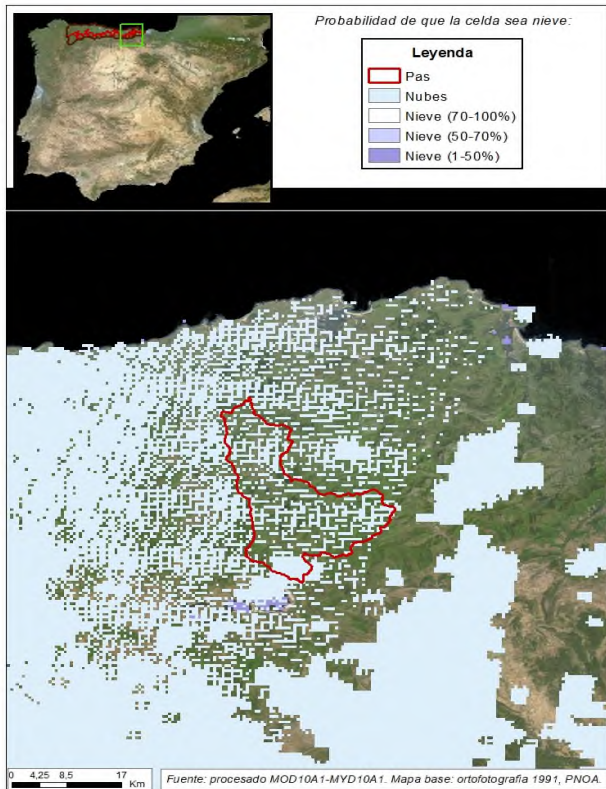 Probabilidad de que la celda sea nieve:
Leyenda
Pas
Nubes
Nieve (70-100%)
Nieve (50-70%)
Nieve (1-50%)
0 4,25 8,5 17
Km
Fuente: procesado MOD10A1-MYD10A1. Mapa base: ortofotografia 1991, PNOA.